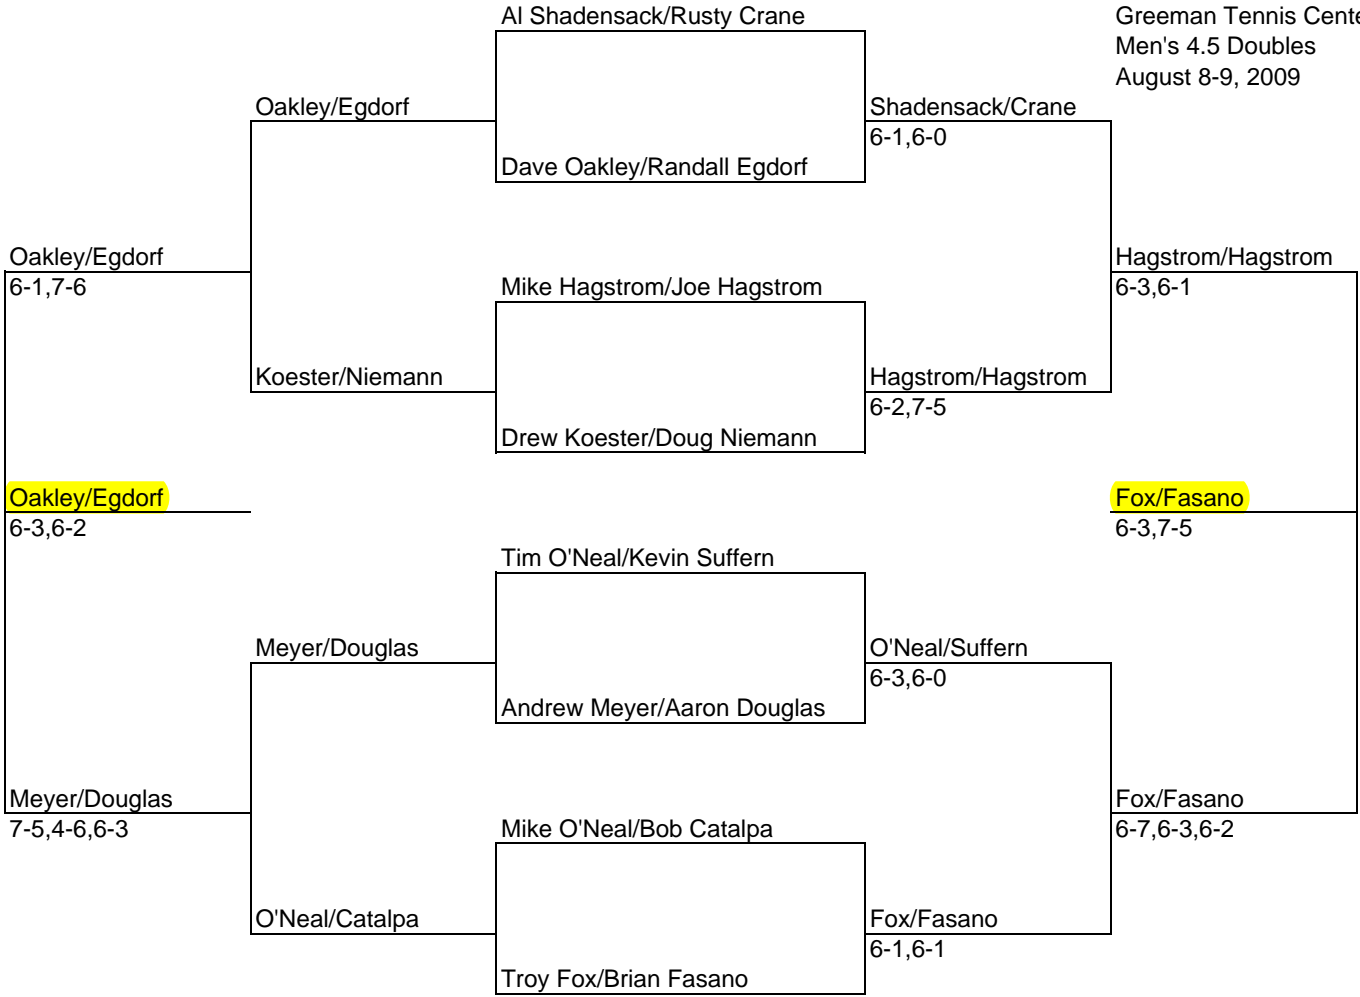 Al Shadensack/Rusty Crane
Greeman Tennis Cente
Men's 4.5 Doubles
August 8-9, 2009
Oakley/Egdorf
Shadensack/Crane
6-1,6-0
Dave Oakley/Randall Egdorf
Oakley/Egdorf
6-1,7-6
Hagstrom/Hagstrom
6-3,6-1
Mike Hagstrom/Joe Hagstrom
Koester/Niemann
Hagstrom/Hagstrom
6-2,7-5
Drew Koester/Doug Niemann
Oakley/Egdorf
6-3,6-2
Fox/Fasano
6-3,7-5
Tim O'Neal/Kevin Suffern
Meyer/Douglas
O'Neal/Suffern
6-3,6-0
Andrew Meyer/Aaron Douglas
Meyer/Douglas
7-5,4-6,6-3
Fox/Fasano
6-7,6-3,6-2
Mike O'Neal/Bob Catalpa
O'Neal/Catalpa
Fox/Fasano
6-1,6-1
Troy Fox/Brian Fasano